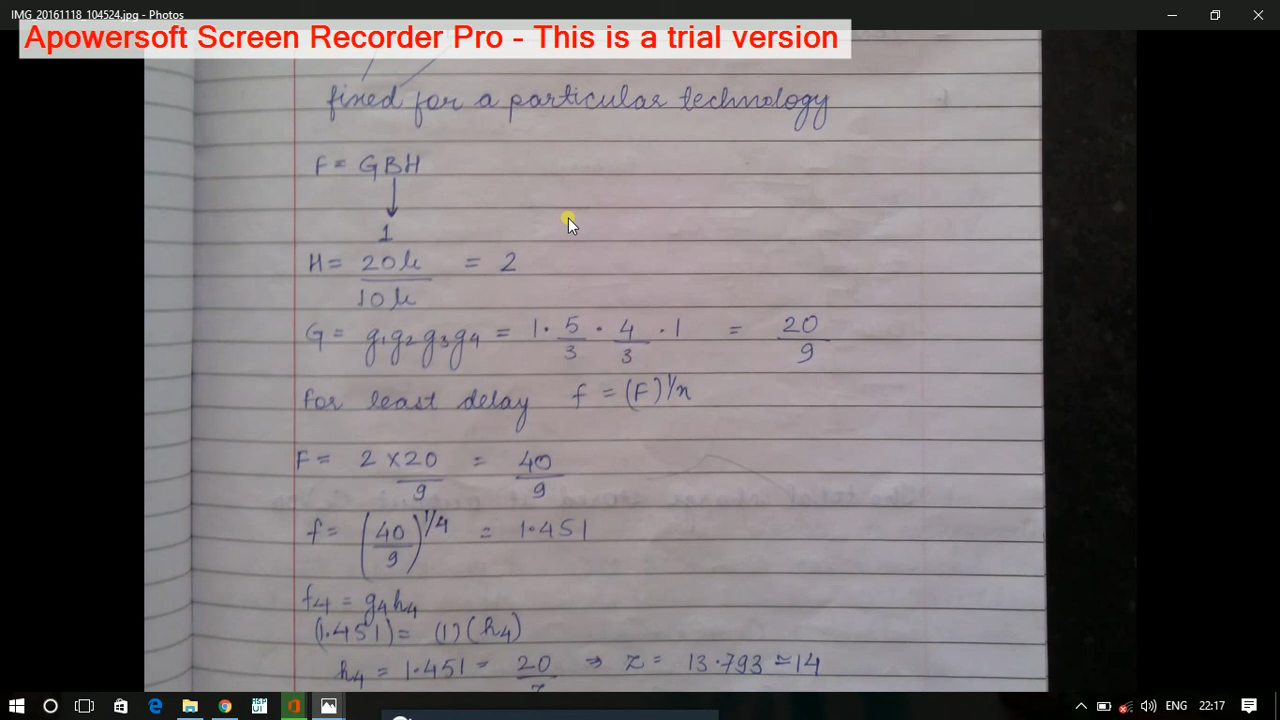 IMG_20161118_104524.jpg - Photos
Apowersoft Screen Recorder Pro - This is a trial version
fixed for a particular technology
F = GBH
↓
1
H = 20k/10k = 2
G = g1g2g3g4 = 1 · 5/3 · 4/3 · 1 = 20/9
For least delay f = (F)^1/n
F = 2 × 20/9 = 40/9
f = (40/9)^1/4 = 1.451
f4 = g4h4
(1.451) = (1)(h4)
h4 = 1.451 = 20/z ⇒ z = 13.793 ≈ 14
ENG 22:17